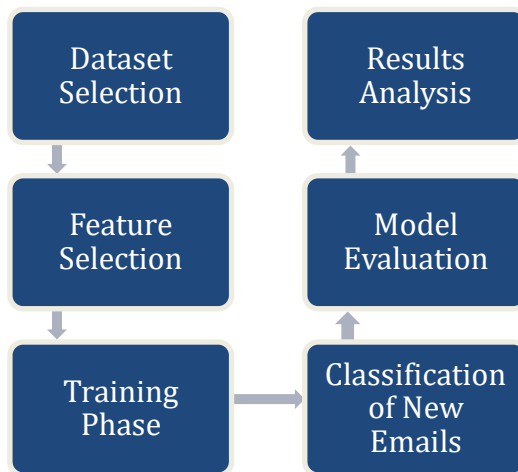 Dataset
Selection
Feature
Selection
Training
Phase
Classification
of New
Emails
Model
Evaluation
Results
Analysis